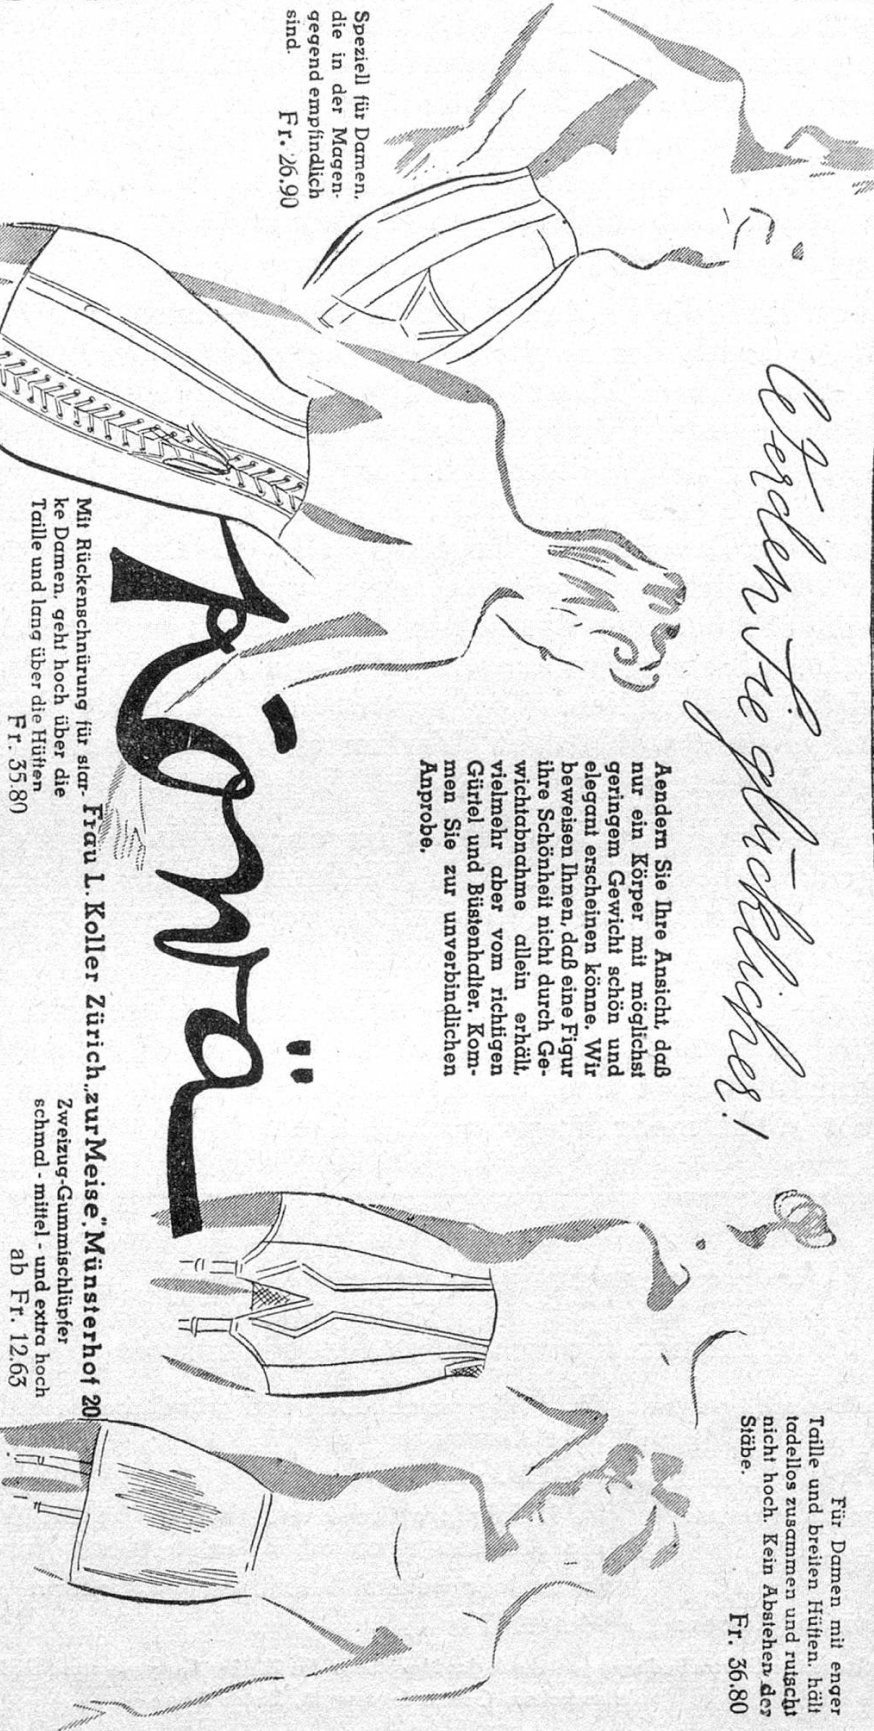 Werden Sie glücklicher!
Speziell für Damen,
die in der Magen-
gegend empfindlich
sind.
Fr. 26.90
Aendern Sie Ihre Ansicht, daß
nur ein Körper mit möglichst
geringem Gewicht schön und
elegant erscheinen könne. Wir
beweisen Ihnen, daß eine Figur
ihre Schönheit nicht durch Ge-
wichtabnahme allein erhält,
vielmehr aber vom richtigen
Gürtel und Büstenhalter. Kom-
men Sie zur unverbindlichen
Anprobe.
Für Damen mit enger
Taille und breiten Hüften, hält
tadellos zusammen und rutscht
nicht hoch. Kein Abstehen der
Stäbe.
Fr. 36.80
Mit Rückenschnürung für star-
ke Damen, geht hoch über die
Taille und lang über die Hüften
Fr. 35.80
Frau L. Koller Zürich „zur Meise", Münsterhof 20
Zweizug-Gummischlüpfer
schmal - mittel - und extra hoch
ab Fr. 12.63